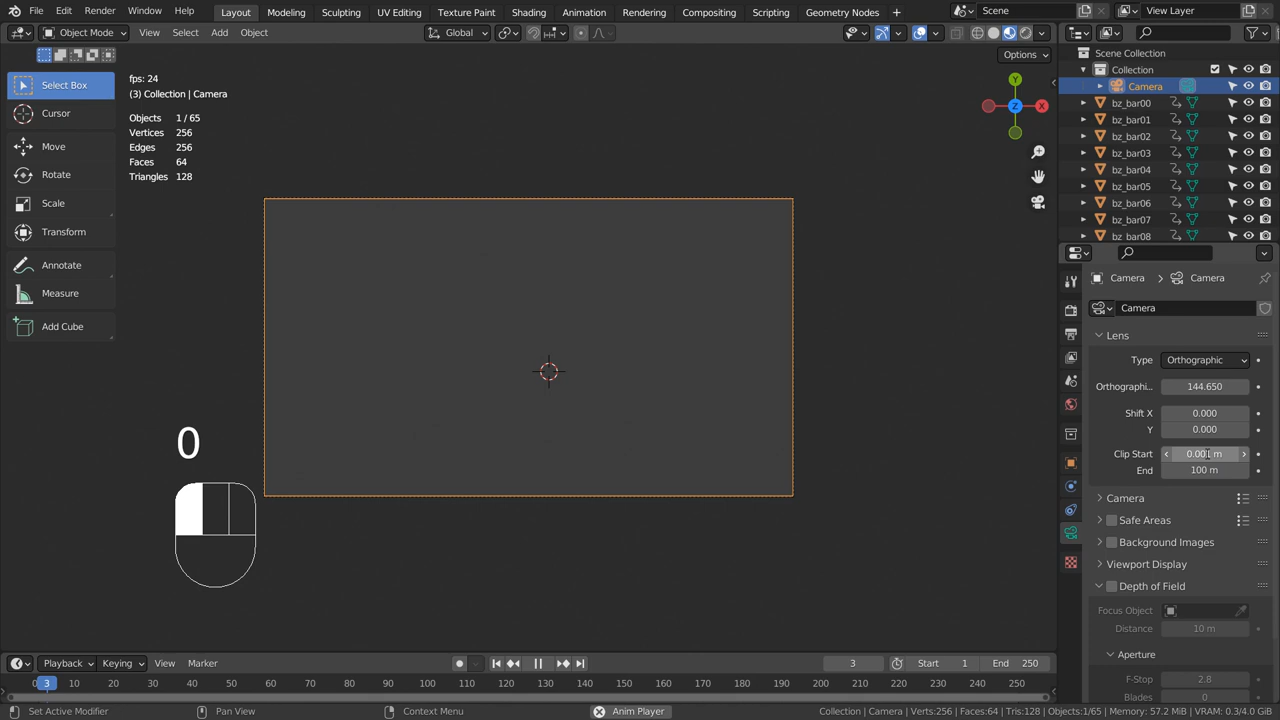 File Edit Render Window Help Layout Modeling Sculpting UV Editing Texture Paint Shading Animation Rendering Compositing Scripting Geometry Nodes + Scene View Layer
Object Mode View Select Add Object Global
Options
Scene Collection
Collection
Camera
bz_bar00
bz_bar01
bz_bar02
bz_bar03
bz_bar04
bz_bar05
bz_bar06
bz_bar07
bz_bar08
Select Box
Cursor
Move
Rotate
Scale
Transform
Annotate
Measure
Add Cube
fps: 24
(3) Collection | Camera
Objects 1 / 65
Vertices 256
Edges 256
Faces 64
Triangles 128
Y
Z
X
0
Camera > Camera
Camera
Lens
Type Orthographic
Orthographi... 144.650
Shift X 0.000
Y 0.000
Clip Start 0.001 m
End 100 m
Camera
Safe Areas
Background Images
Viewport Display
Depth of Field
Focus Object
Distance 10 m
Aperture
F-Stop 2.8
Blades 0
Playback Keying View Marker 3 Start 1 End 250
3 10 20 30 40 50 60 70 80 90 100 110 120 130 140 150 160 170 180 190 200 210 220 230 240 250
Set Active Modifier Pan View Context Menu Anim Player Collection | Camera | Verts:256 | Faces:64 | Tris:128 | Objects:1/65 | Memory: 57.2 MiB | VRAM: 0.3/4.0 GiB